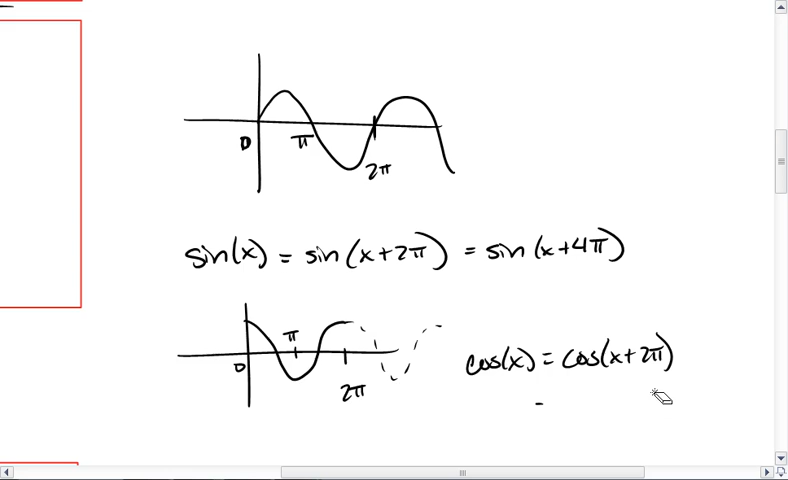 0 π 2π
sin(x) = sin(x+2π) = sin(x+4π)
π
0 2π
cos(x) = cos(x+2π)